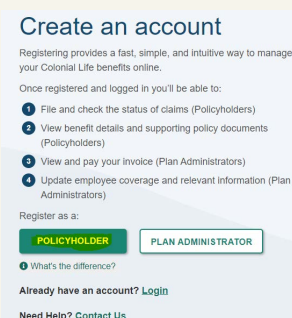 Create an account
Registering provides a fast, simple, and intuitive way to manage
your Colonial Life benefits online.
Once registered and logged in you'll be able to:
1 File and check the status of claims (Policyholders)
2 View benefit details and supporting policy documents
(Policyholders)
3 View and pay your invoice (Plan Administrators)
4 Update employee coverage and relevant information (Plan
Administrators)
Register as a:
POLICYHOLDER PLAN ADMINISTRATOR
What's the difference?
Already have an account? Login
Need Help? Contact Us